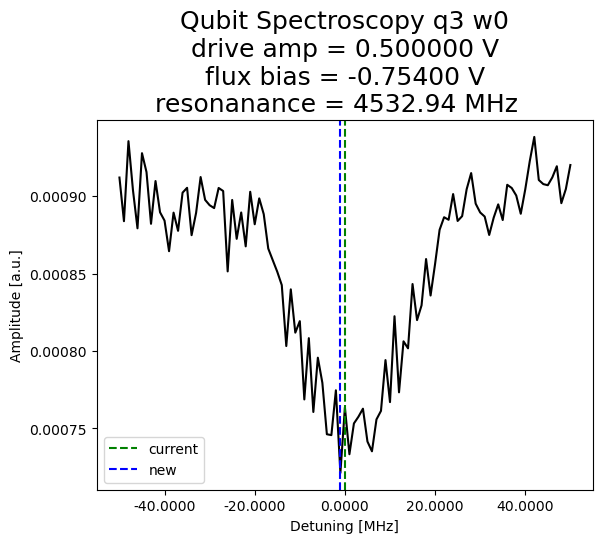 Qubit Spectroscopy q3 w0
drive amp = 0.500000 V
flux bias = -0.75400 V
resonanance = 4532.94 MHz
0.00090
0.00085
0.00080
0.00075
Amplitude [a.u.]
current
new
-40.0000 -20.0000 0.0000 20.0000 40.0000
Detuning [MHz]